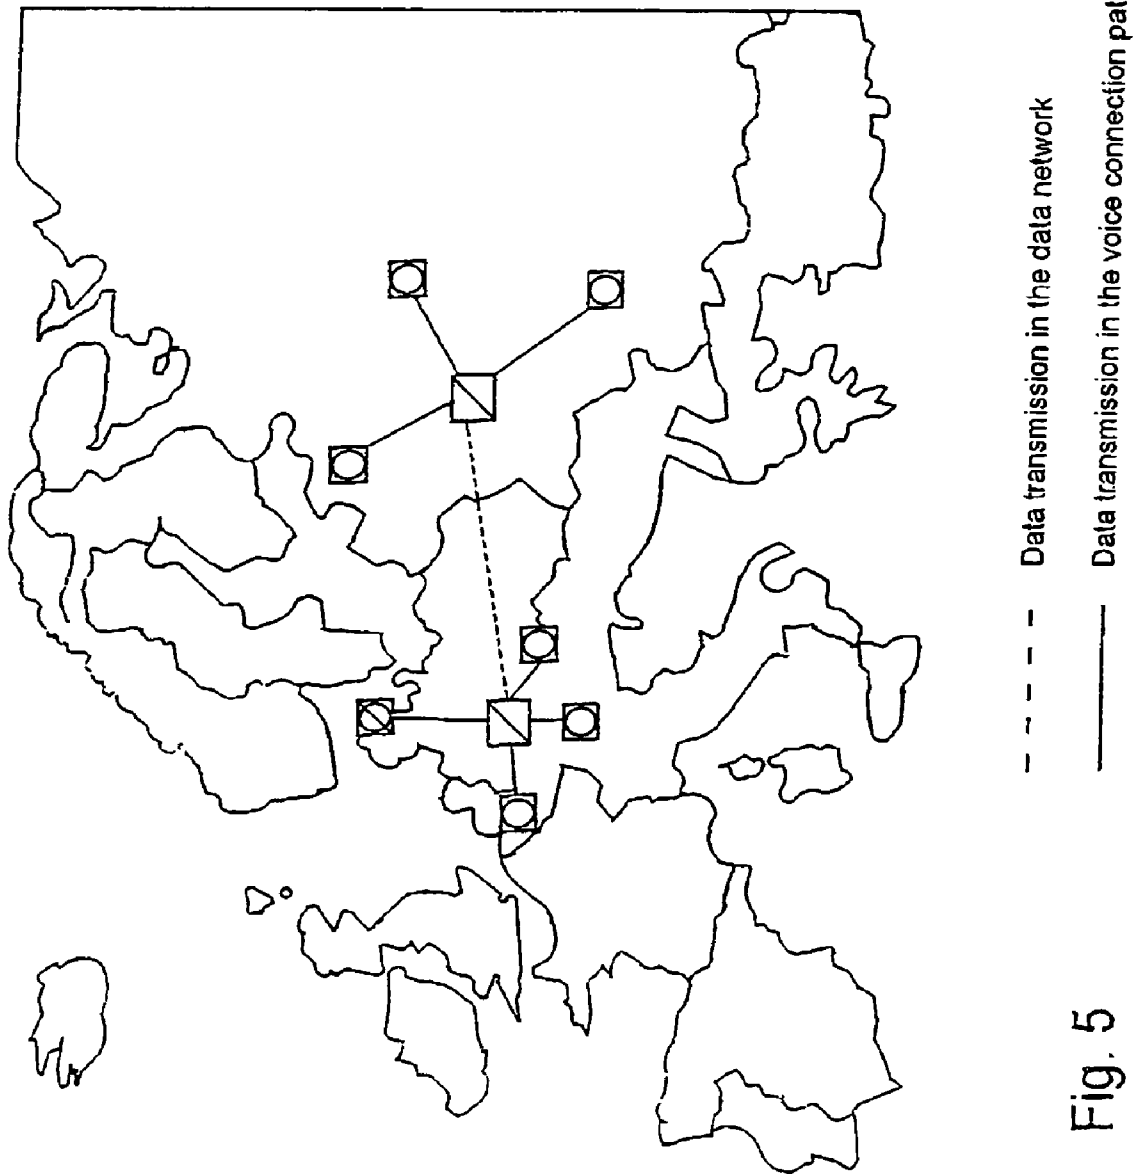 Data transmission in the data network
Data transmission in the voice connection pat
Fig. 5